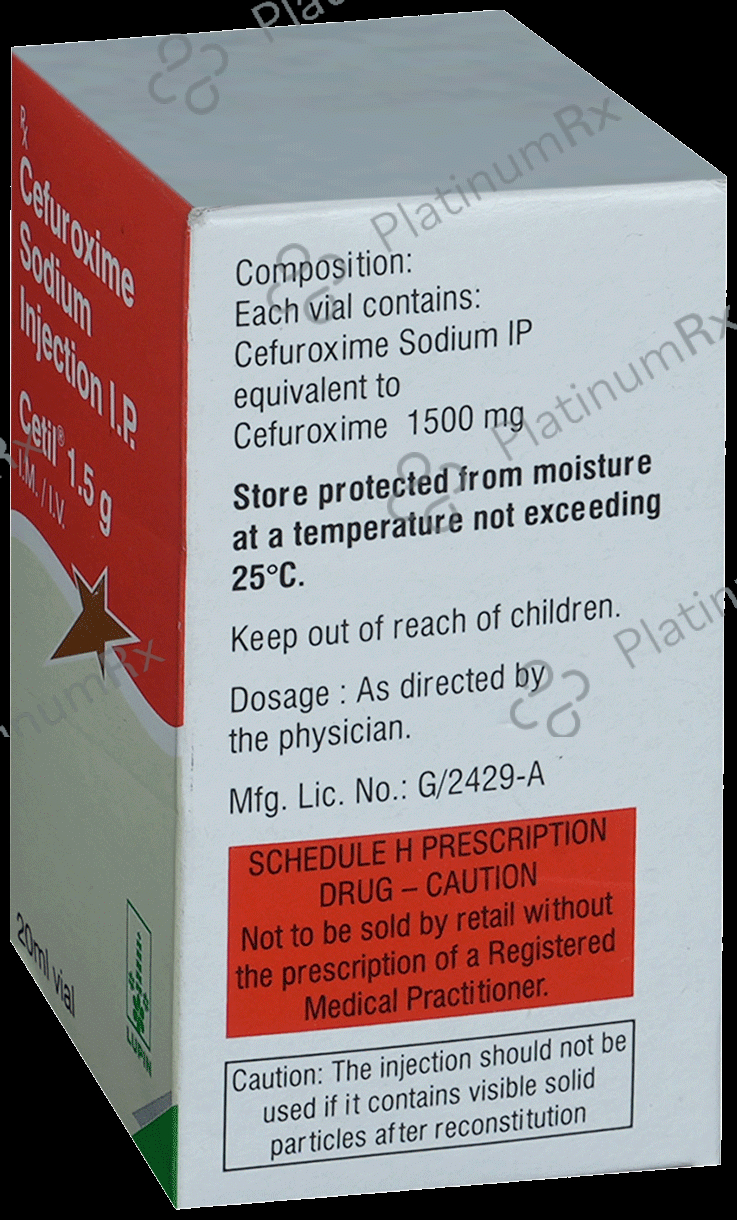 Rx
Cefuroxime
Sodium
Injection I.P.
Cetil® 1.5 g
I.M. / I.V.
20ml vial
LUPIN
Composition:
Each vial contains:
Cefuroxime Sodium IP
equivalent to
Cefuroxime 1500 mg
Store protected from moisture
at a temperature not exceeding
25°C.
Keep out of reach of children.
Dosage : As directed by
the physician.
Mfg. Lic. No.: G/2429-A
SCHEDULE H PRESCRIPTION
DRUG – CAUTION
Not to be sold by retail without
the prescription of a Registered
Medical Practitioner.
Caution: The injection should not be
used if it contains visible solid
particles after reconstitution
PlatinumRx
PlatinumRx